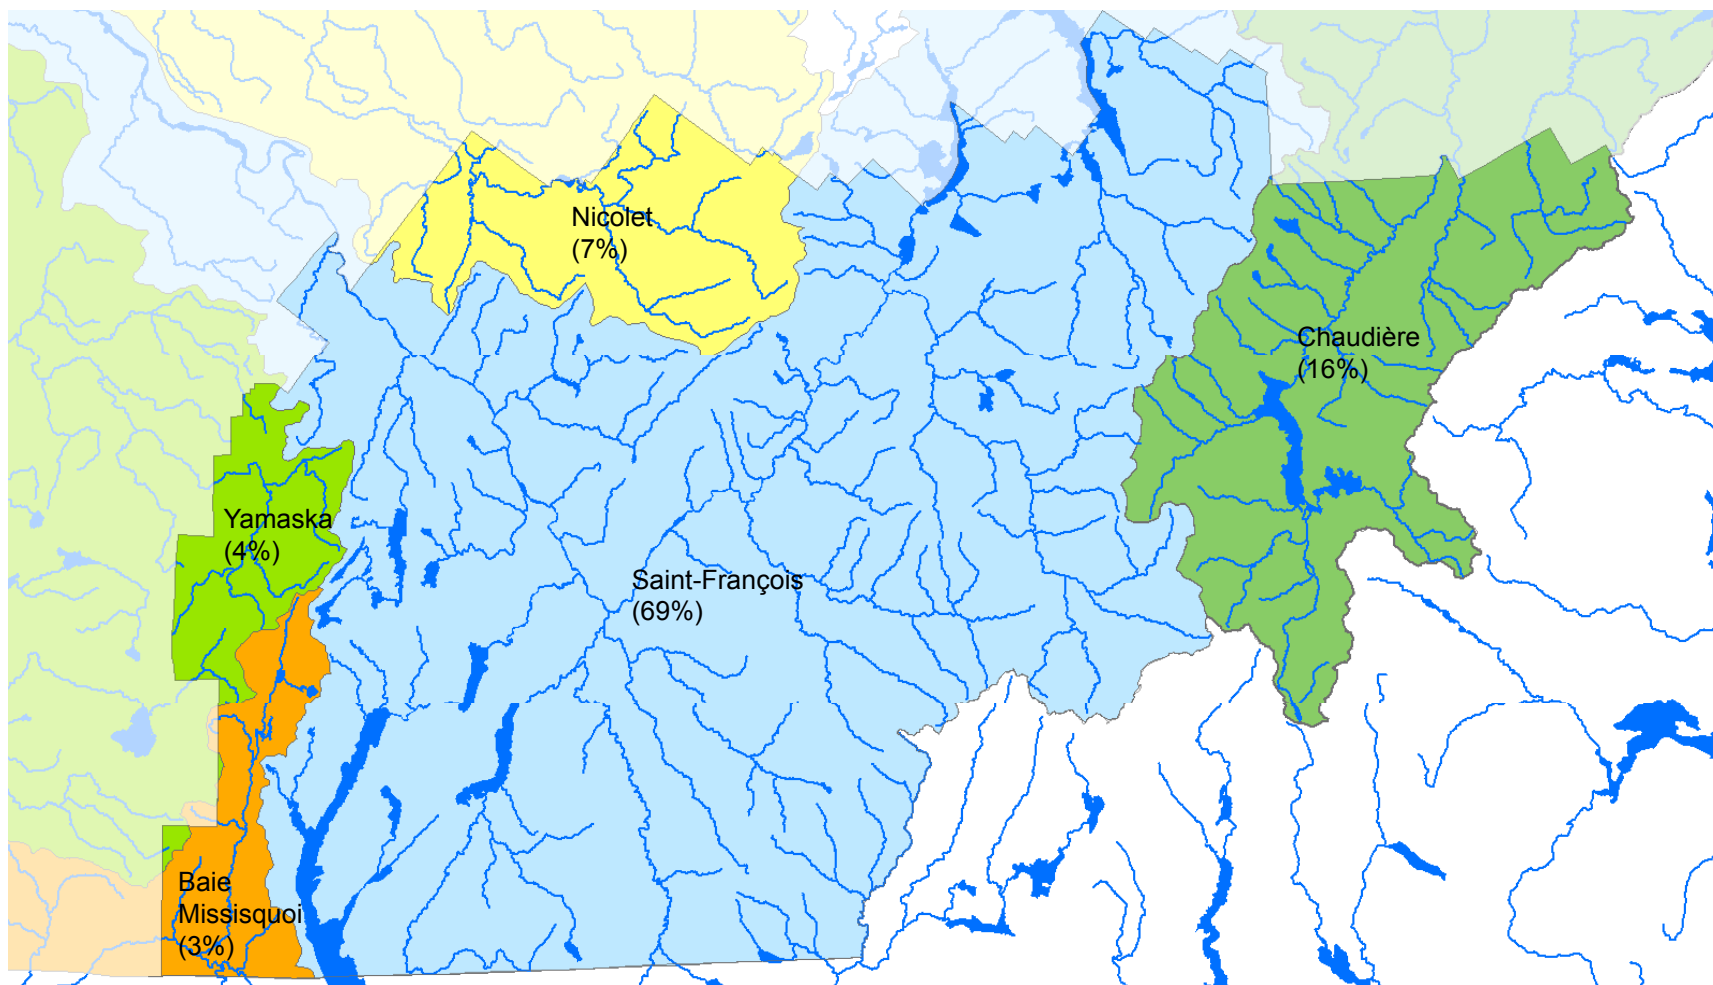 Nicolet
(7%)
Chaudière
(16%)
Yamaska
(4%)
Saint-François
(69%)
Baie
Missisquoi
(3%)